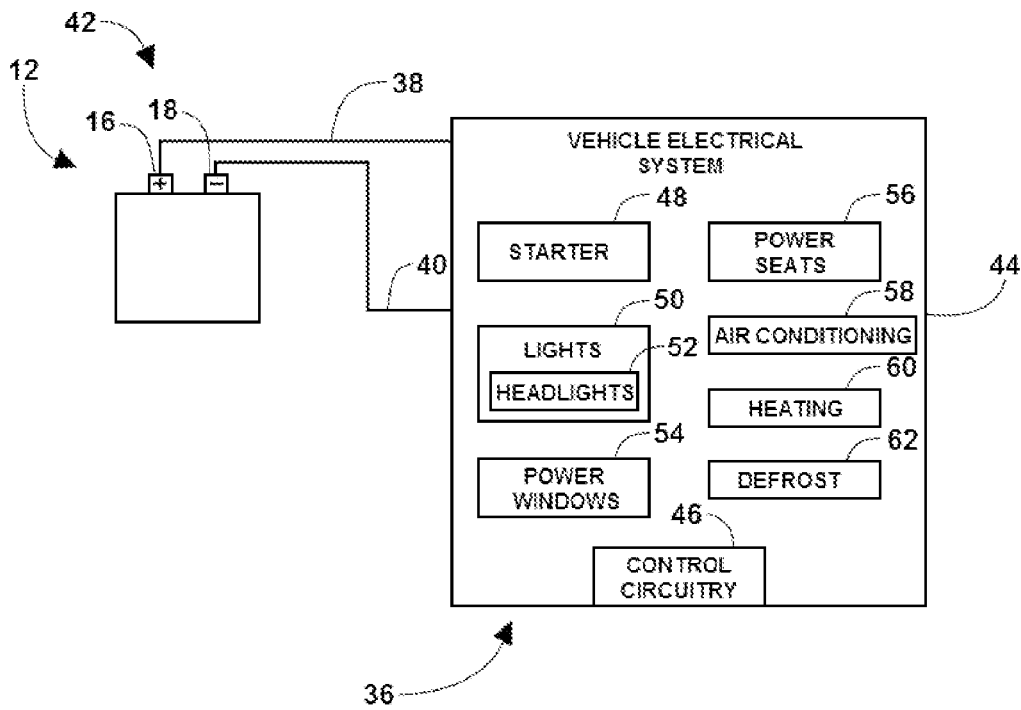 42
12
16
18
38
+
−
40
VEHICLE ELECTRICAL
SYSTEM
48
STARTER
56
POWER
SEATS
44
50
LIGHTS
52
HEADLIGHTS
58
AIR CONDITIONING
60
HEATING
54
POWER
WINDOWS
62
DEFROST
46
CONTROL
CIRCUITRY
36